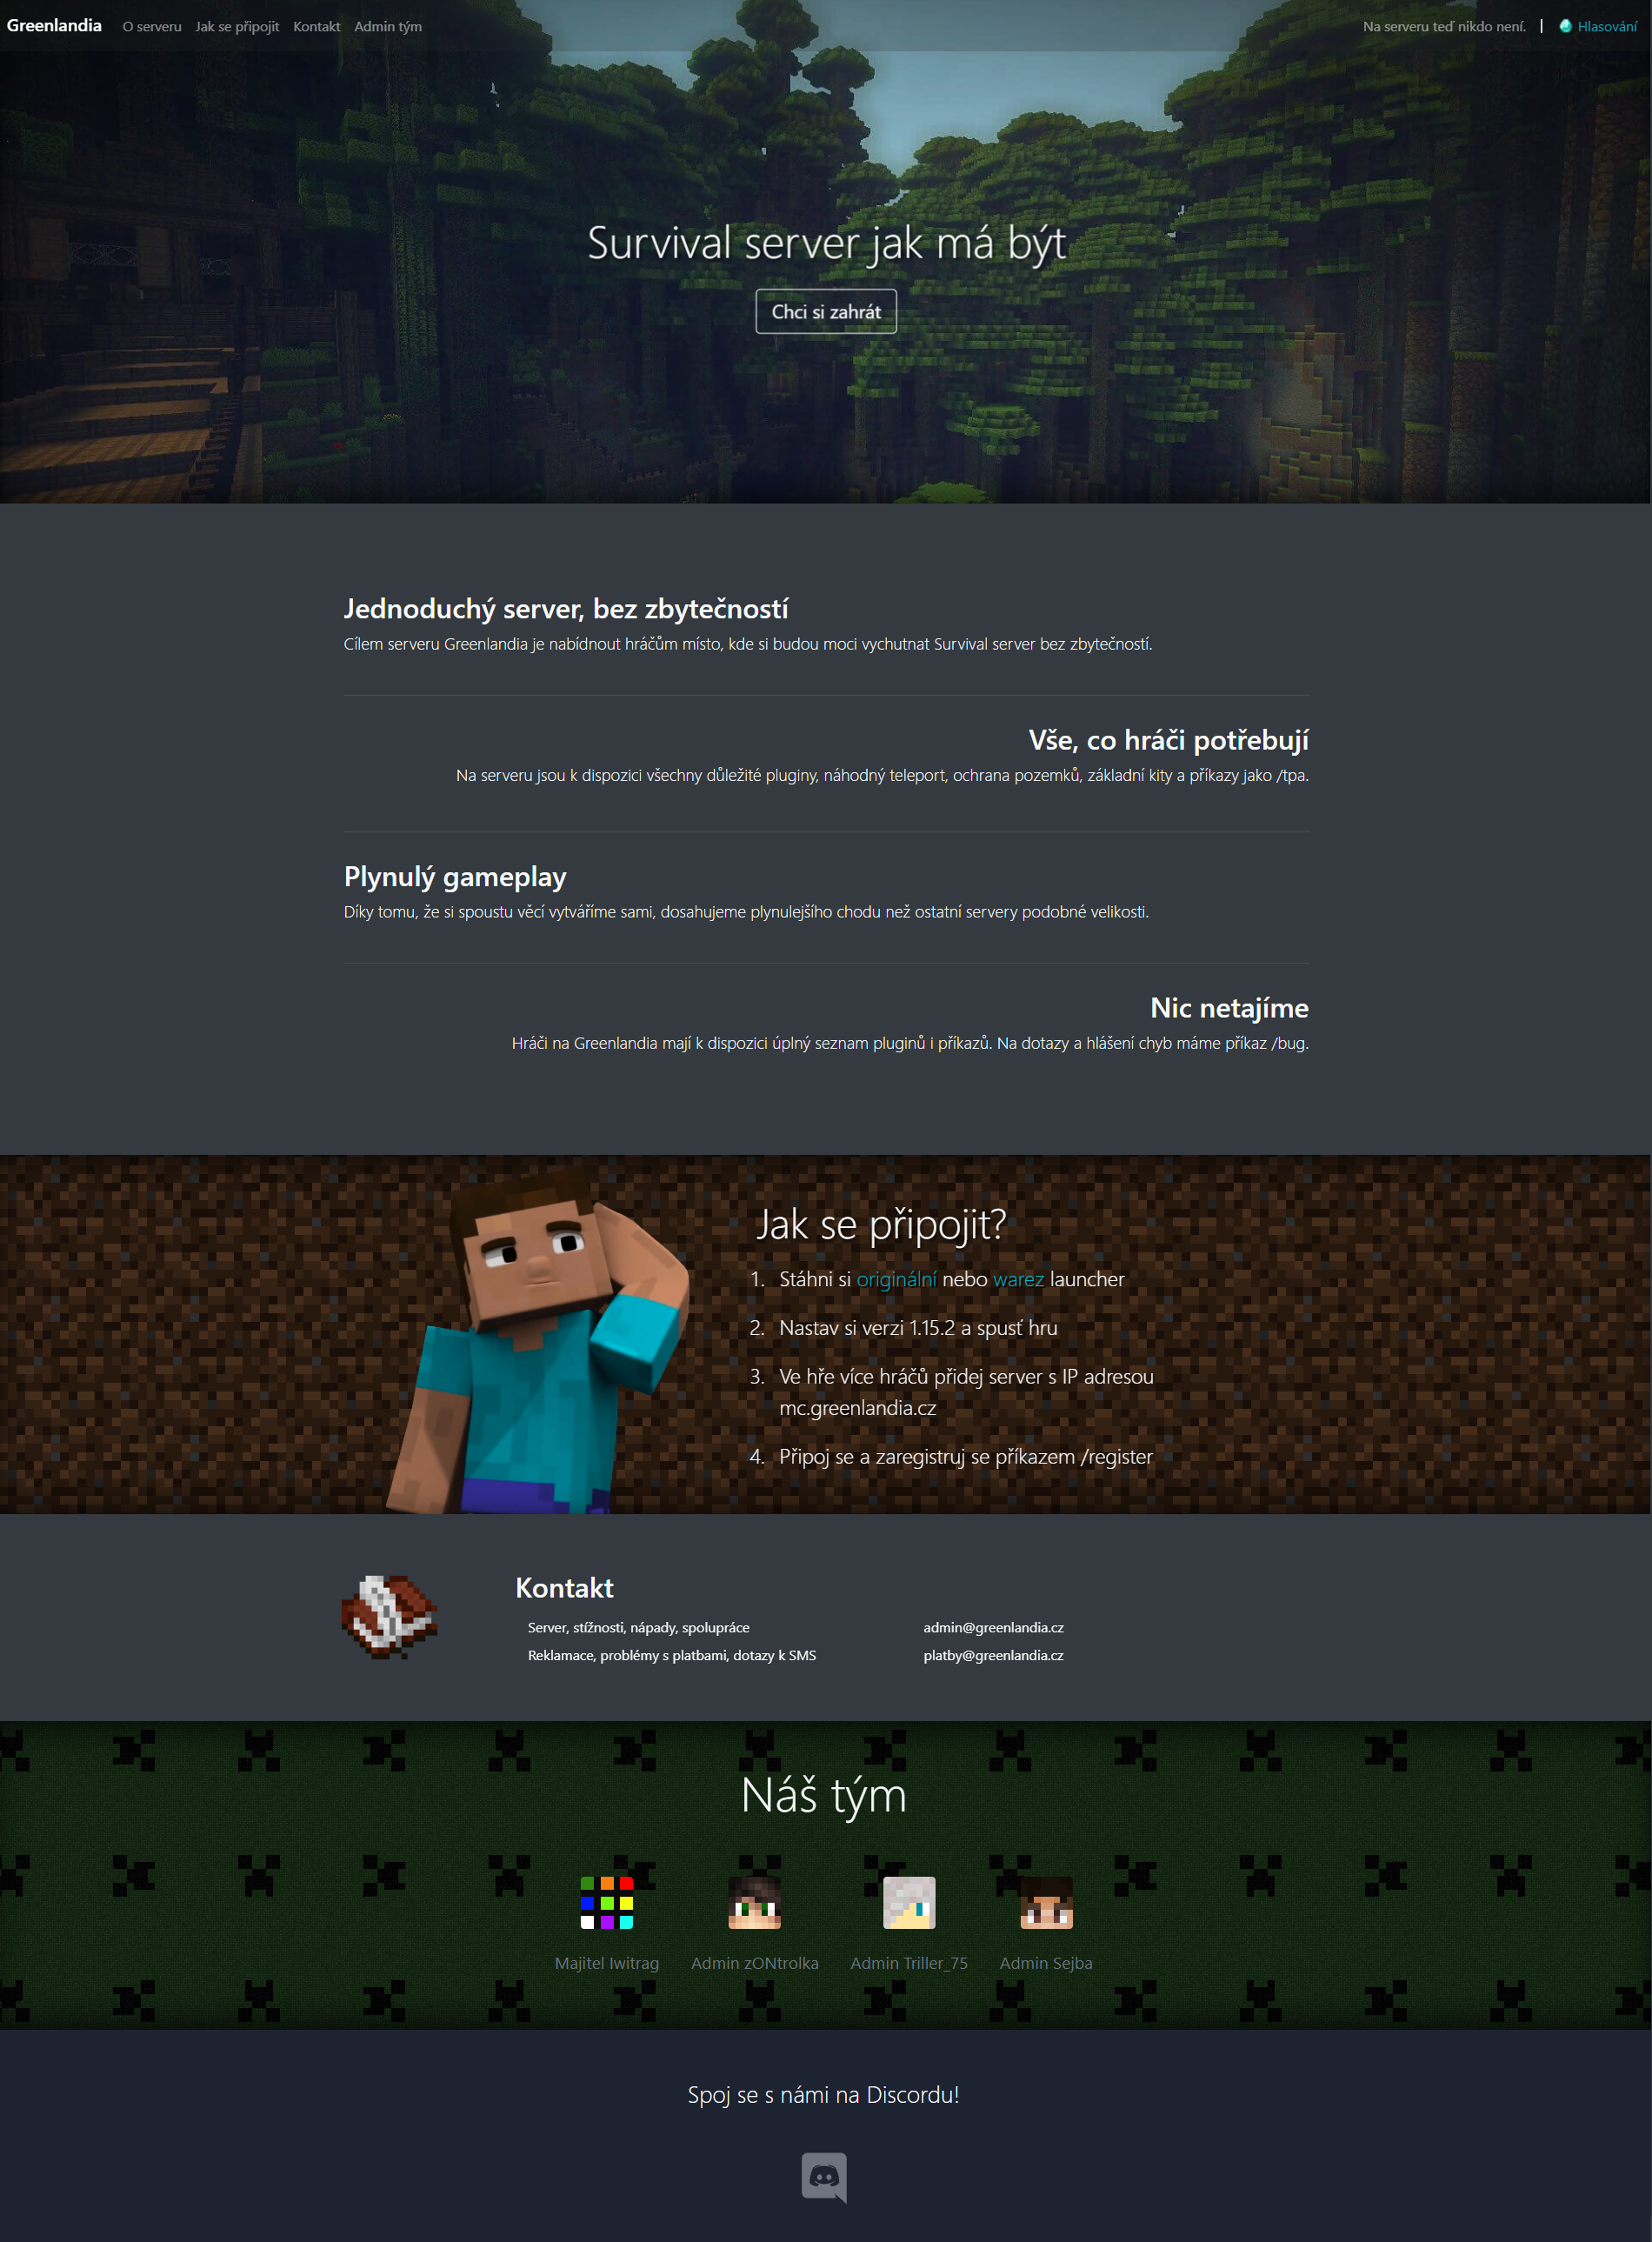 Greenlandia O serveru Jak se připojit Kontakt Admin tým Na serveru teď nikdo není. | Hlasování
Survival server jak má být
Chci si zahrát
Jednoduchý server, bez zbytečností
Cílem serveru Greenlandia je nabídnout hráčům místo, kde si budou moci vychutnat Survival server bez zbytečností.
Vše, co hráči potřebují
Na serveru jsou k dispozici všechny důležité pluginy, náhodný teleport, ochrana pozemků, základní kity a příkazy jako /tpa.
Plynulý gameplay
Díky tomu, že si spoustu věcí vytváříme sami, dosahujeme plynulejšího chodu než ostatní servery podobné velikosti.
Nic netajíme
Hráči na Greenlandia mají k dispozici úplný seznam pluginů i příkazů. Na dotazy a hlášení chyb máme příkaz /bug.
Jak se připojit?
1. Stáhni si originální nebo warez launcher
2. Nastav si verzi 1.15.2 a spusť hru
3. Ve hře více hráčů přidej server s IP adresou
mc.greenlandia.cz
4. Připoj se a zaregistruj se příkazem /register
Kontakt
Server, stížnosti, nápady, spolupráce admin@greenlandia.cz
Reklamace, problémy s platbami, dotazy k SMS platby@greenlandia.cz
Náš tým
Majitel Iwitrag Admin zONtrolka Admin Triller_75 Admin Sejba
Spoj se s námi na Discordu!